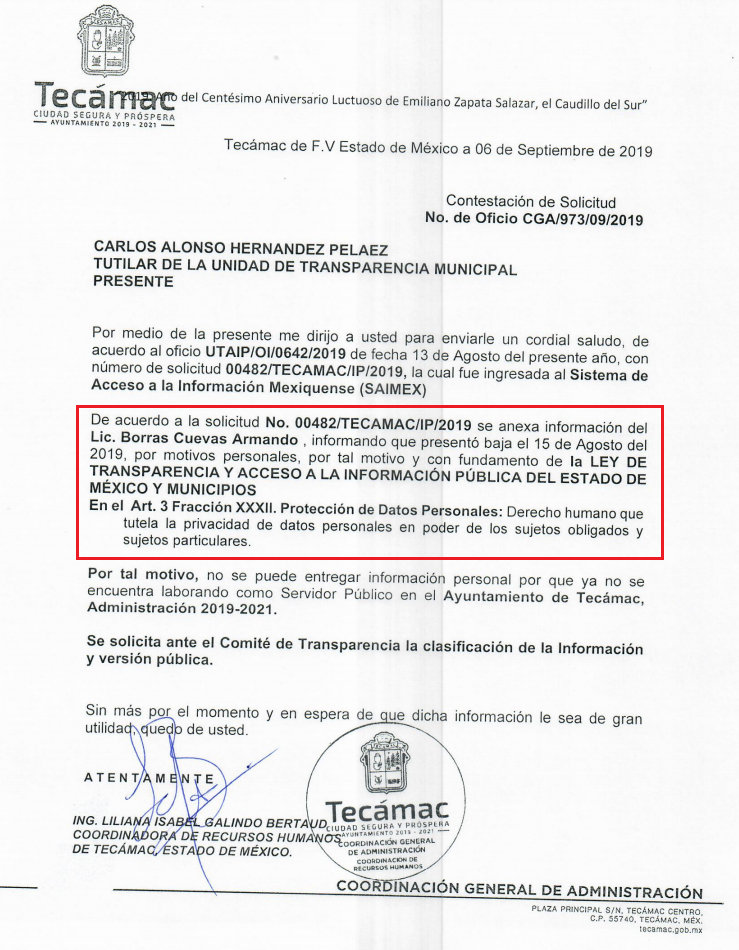 Tecámac
CIUDAD SEGURA Y PRÓSPERA
AYUNTAMIENTO 2019 - 2021
"2019. Año del Centésimo Aniversario Luctuoso de Emiliano Zapata Salazar, el Caudillo del Sur"
Tecámac de F.V Estado de México a 06 de Septiembre de 2019
Contestación de Solicitud
No. de Oficio CGA/973/09/2019
CARLOS ALONSO HERNANDEZ PELAEZ
TUTILAR DE LA UNIDAD DE TRANSPARENCIA MUNICIPAL
PRESENTE
Por medio de la presente me dirijo a usted para enviarle un cordial saludo, de
acuerdo al oficio UTAIP/OI/0642/2019 de fecha 13 de Agosto del presente año, con
número de solicitud 00482/TECAMAC/IP/2019, la cual fue ingresada al Sistema de
Acceso a la Información Mexiquense (SAIMEX)
De acuerdo a la solicitud No. 00482/TECAMAC/IP/2019 se anexa información del
Lic. Borras Cuevas Armando , informando que presentó baja el 15 de Agosto del
2019, por motivos personales, por tal motivo y con fundamento de la LEY DE
TRANSPARENCIA Y ACCESO A LA INFORMACIÓN PÚBLICA DEL ESTADO DE
MÉXICO Y MUNICIPIOS
En el Art. 3 Fracción XXXII. Protección de Datos Personales: Derecho humano que
tutela la privacidad de datos personales en poder de los sujetos obligados y
sujetos particulares.
Por tal motivo, no se puede entregar información personal por que ya no se
encuentra laborando como Servidor Público en el Ayuntamiento de Tecámac,
Administración 2019-2021.
Se solicita ante el Comité de Transparencia la clasificación de la Información
y versión pública.
Sin más por el momento y en espera de que dicha información le sea de gran
utilidad, quedo de usted.
ATENTAMENTE
ING. LILIANA ISABEL GALINDO BERTAUD
COORDINADORA DE RECURSOS HUMANOS
DE TECÁMAC, ESTADO DE MÉXICO.
Tecámac
CIUDAD SEGURA Y PRÓSPERA
AYUNTAMIENTO 2019 - 2021
COORDINACIÓN GENERAL
DE ADMINISTRACIÓN
COORDINACIÓN DE
RECURSOS HUMANOS
COORDINACIÓN GENERAL DE ADMINISTRACIÓN
PLAZA PRINCIPAL S/N, TECÁMAC CENTRO,
C.P. 55740, TECÁMAC, MÉX.
tecamac.gob.mx